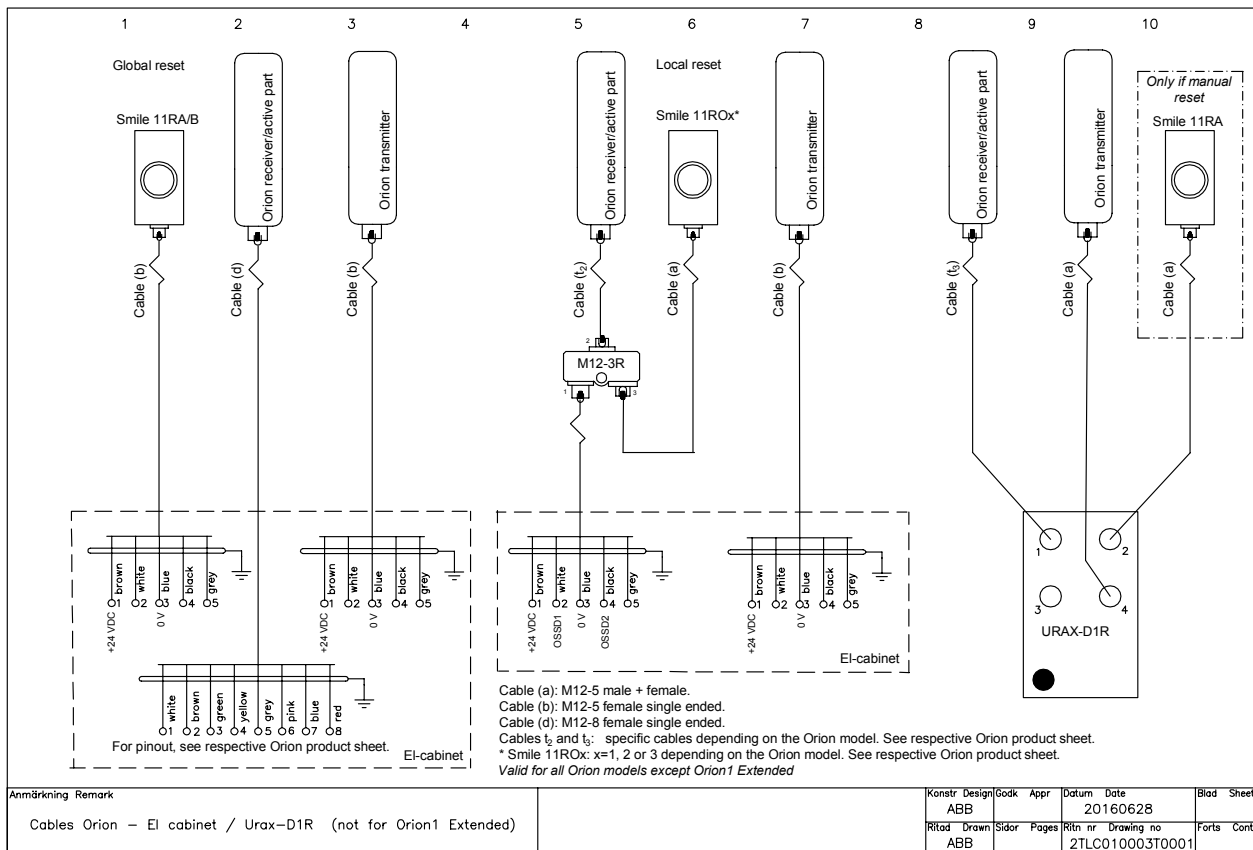 1 2 3 4 5 6 7 8 9 10
Global reset
Smile 11RA/B
Orion receiver/active part
Orion transmitter
Local reset
Orion receiver/active part
Smile 11ROx*
Orion transmitter
Orion receiver/active part
Orion transmitter
Only if manual
reset
Smile 11RA
Cable (b)
Cable (d)
Cable (b)
Cable (t2)
Cable (a)
Cable (b)
Cable (t3)
Cable (a)
Cable (a)
2
M12-3R
1
3
brown white blue black grey
1 2 3 4 5
+24 VDC
0 V
brown white blue black grey
1 2 3 4 5
+24 VDC
0 V
white brown green yellow grey pink blue red
1 2 3 4 5 6 7 8
For pinout, see respective Orion product sheet.
El-cabinet
brown white blue black grey
1 2 3 4 5
+24 VDC
OSSD1
0 V
OSSD2
brown white blue black grey
1 2 3 4 5
+24 VDC
0 V
El-cabinet
1
2
3
4
URAX-D1R
Cable (a): M12-5 male + female.
Cable (b): M12-5 female single ended.
Cable (d): M12-8 female single ended.
Cables t2 and t3: specific cables depending on the Orion model. See respective Orion product sheet.
* Smile 11ROx: x=1, 2 or 3 depending on the Orion model. See respective Orion product sheet.
Valid for all Orion models except Orion1 Extended
Anmärkning Remark
Cables Orion – El cabinet / Urax–D1R (not for Orion1 Extended)
Konstr Design
ABB
Godk Appr
Datum Date
20160628
Blad Sheet
Ritad Drawn
ABB
Sidor Pages
Ritn nr Drawing no
2TLC010003T0001
Forts Cont